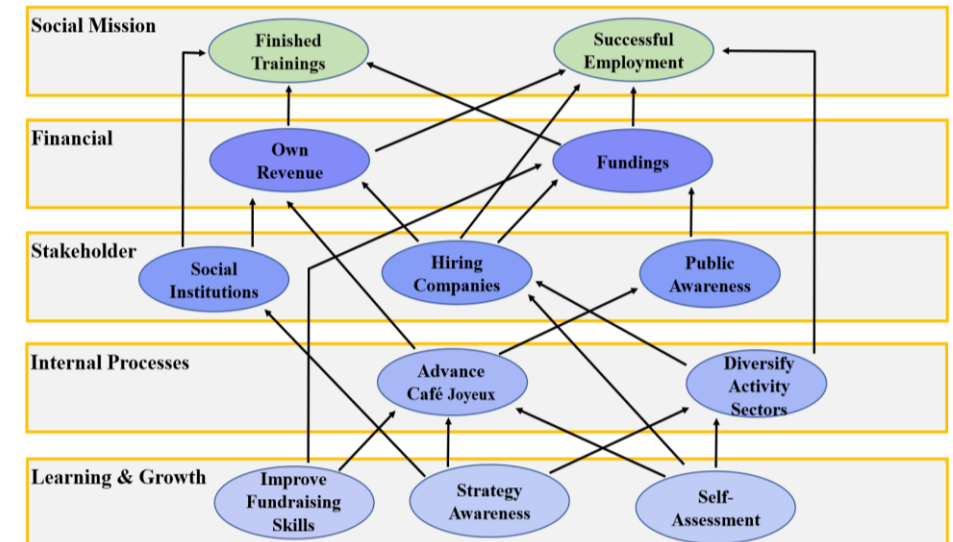 Social Mission
Finished
Trainings
Successful
Employment
Financial
Own
Revenue
Fundings
Stakeholder
Social
Institutions
Hiring
Companies
Public
Awareness
Internal Processes
Advance
Café Joyeux
Diversify
Activity
Sectors
Learning & Growth
Improve
Fundraising
Skills
Strategy
Awareness
Self-
Assessment